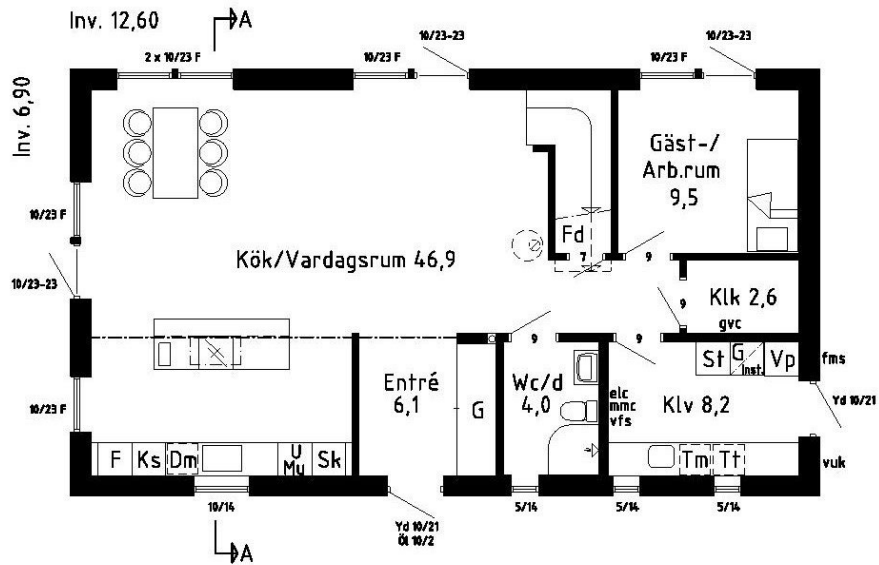 Inv. 12,60
A
Inv. 6,90
2 x 10/23 F
10/23 F
10/23-23
10/23 F
10/23-23
10/23 F
10/23-23
10/23 F
Gäst-/
Arb.rum
9,5
Fd
7
9
Kök/Vardagsrum 46,9
Klk 2,6
gvc
9
9
9
Entré
6,1
G
Wc/d
4,0
elc
mmc
vfs
St
G
Inst.
Vp
Klv 8,2
fms
Yd 10/21
vuk
F
Ks
Dm
U
Mu
Sk
Tm
Tt
10/14
Yd 10/21
Öl 10/2
5/14
5/14
5/14
A